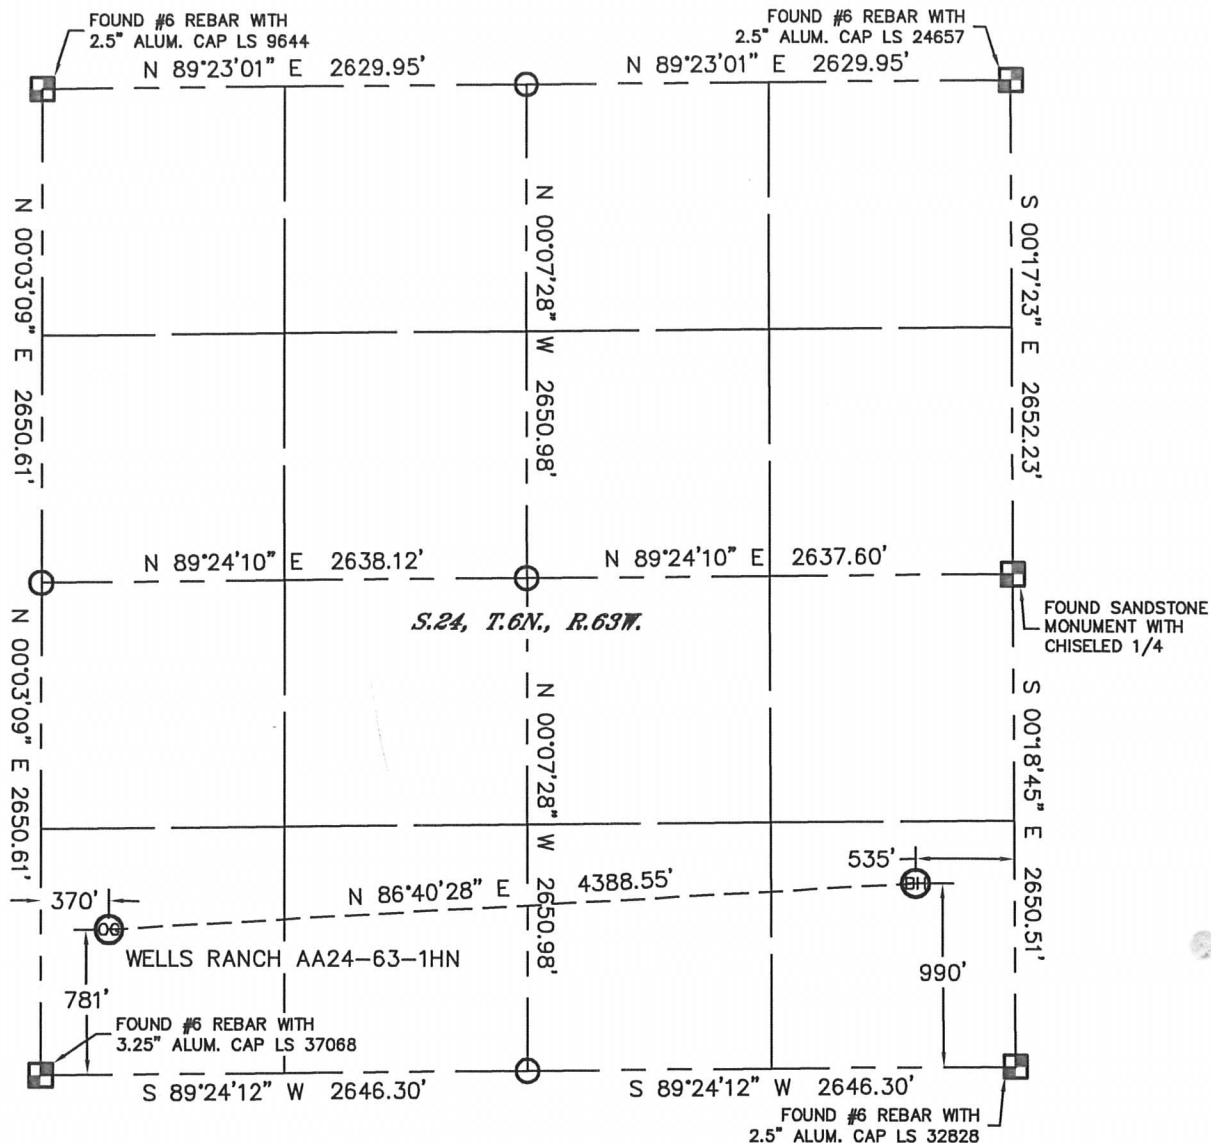 FOUND #6 REBAR WITH
2.5" ALUM. CAP LS 9644
FOUND #6 REBAR WITH
2.5" ALUM. CAP LS 24657
N 89°23'01" E 2629.95'
N 89°23'01" E 2629.95'
N 00°03'09" E 2650.61'
N 00°07'28" W 2650.98'
S 00°17'23" E 2652.23'
N 89°24'10" E 2638.12'
N 89°24'10" E 2637.60'
S.24, T.6N., R.63W.
FOUND SANDSTONE
MONUMENT WITH
CHISELED 1/4
N 00°03'09" E 2650.61'
N 00°07'28" W 2650.98'
S 00°18'45" E 2650.51'
535'
370'
N 86°40'28" E 4388.55'
BH
OG
WELLS RANCH AA24-63-1HN
990'
781'
FOUND #6 REBAR WITH
3.25" ALUM. CAP LS 37068
S 89°24'12" W 2646.30'
S 89°24'12" W 2646.30'
FOUND #6 REBAR WITH
2.5" ALUM. CAP LS 32828